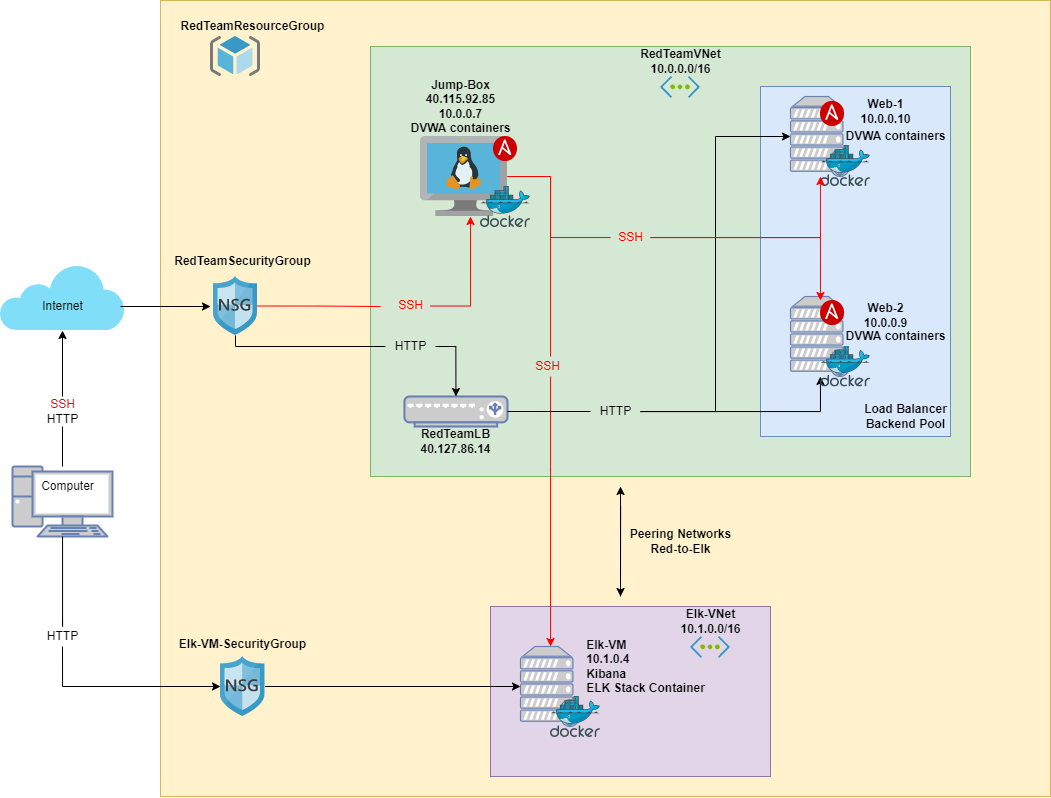 RedTeamResourceGroup
RedTeamVNet
10.0.0.0/16
Jump-Box
40.115.92.85
10.0.0.7
DVWA containers
docker
Web-1
10.0.0.10
DVWA containers
docker
SSH
RedTeamSecurityGroup
NSG
SSH
Internet
HTTP
Web-2
10.0.0.9
DVWA containers
docker
SSH
HTTP
RedTeamLB
40.127.86.14
Load Balancer
Backend Pool
SSH
HTTP
Computer
Peering Networks
Red-to-Elk
HTTP
Elk-VM-SecurityGroup
NSG
Elk-VNet
10.1.0.0/16
Elk-VM
10.1.0.4
Kibana
ELK Stack Container
docker